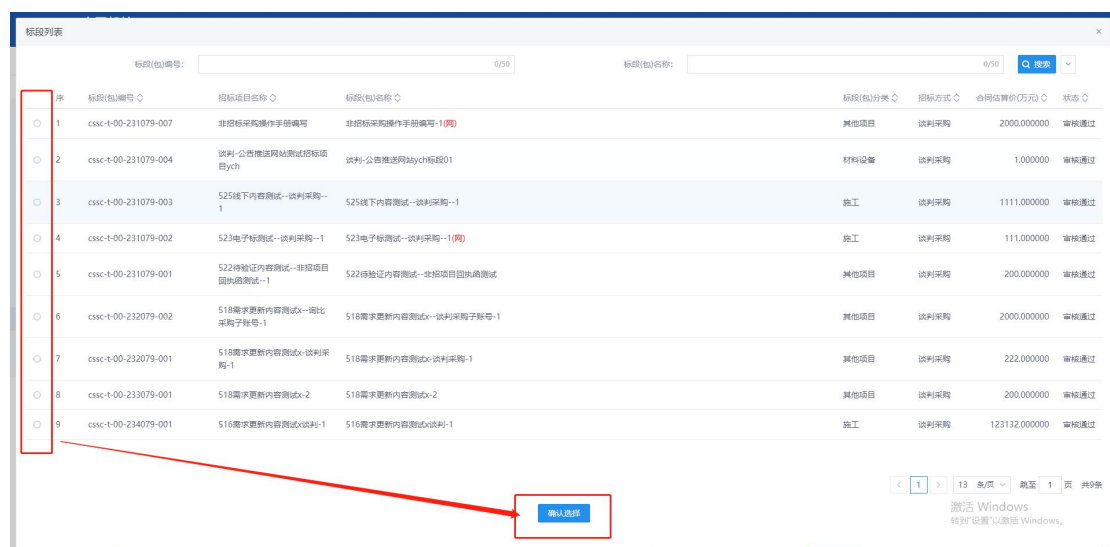 标段列表 ×
标段(包)编号: 0/50 标段(包)名称: 0/50 搜索
序 标段(包)编号 招标项目名称 标段(包)名称 标段(包)分类 招标方式 合同估算价(万元) 状态
1 cssc-t-00-231079-007 非招标采购操作手册编写 非招标采购操作手册编写-1(网) 其他项目 谈判采购 2000.000000 审核通过
2 cssc-t-00-231079-004 谈判-公告推送网站测试招标项 谈判-公告推送网站ych标段01 材料设备 谈判采购 1.000000 审核通过
目ych
3 cssc-t-00-231079-003 525线下内容测试--谈判采购-- 525线下内容测试--谈判采购--1 施工 谈判采购 1111.000000 审核通过
1
4 cssc-t-00-231079-002 523电子标测试--谈判采购--1 523电子标测试--谈判采购--1(网) 施工 谈判采购 111.000000 审核通过
5 cssc-t-00-231079-001 522待验证内容测试--非招项目 522待验证内容测试--非招项目回执函测试 其他项目 谈判采购 200.000000 审核通过
回执函测试--1
6 cssc-t-00-232079-002 518需求更新内容测试x--询比 518需求更新内容测试x--谈判采购子账号-1 其他项目 谈判采购 2000.000000 审核通过
采购子账号-1
7 cssc-t-00-232079-001 518需求更新内容测试x-谈判采 518需求更新内容测试x-谈判采购-1 其他项目 谈判采购 222.000000 审核通过
购-1
8 cssc-t-00-233079-001 518需求更新内容测试x-2 518需求更新内容测试x-2 其他项目 谈判采购 200.000000 审核通过
9 cssc-t-00-234079-001 516需求更新内容测试x谈判-1 516需求更新内容测试x谈判-1 施工 谈判采购 123132.000000 审核通过
< 1 > 13 条/页 跳至 1 页 共9条
确认选择
激活 Windows
转到"设置"以激活 Windows。